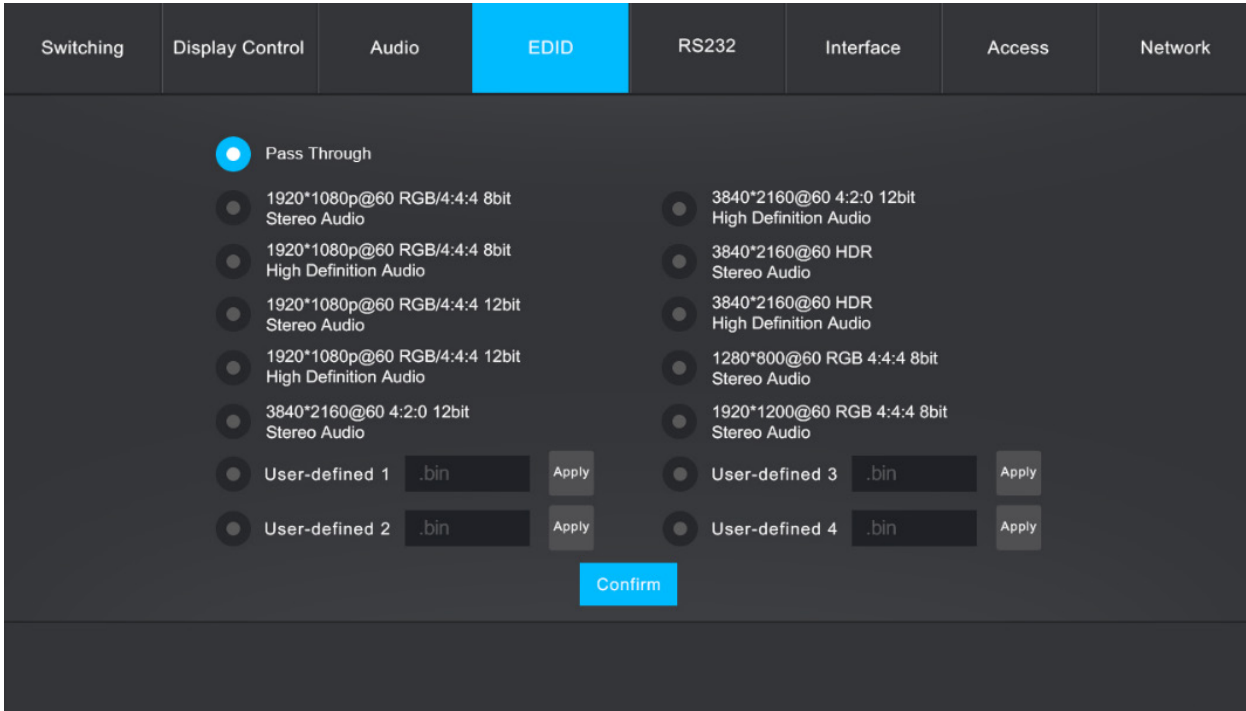 Switching
Display Control
Audio
EDID
RS232
Interface
Access
Network
Pass Through
1920*1080p@60 RGB/4:4:4 8bit
Stereo Audio
1920*1080p@60 RGB/4:4:4 8bit
High Definition Audio
1920*1080p@60 RGB/4:4:4 12bit
Stereo Audio
1920*1080p@60 RGB/4:4:4 12bit
High Definition Audio
3840*2160@60 4:2:0 12bit
Stereo Audio
3840*2160@60 4:2:0 12bit
High Definition Audio
3840*2160@60 HDR
Stereo Audio
3840*2160@60 HDR
High Definition Audio
1280*800@60 RGB 4:4:4 8bit
Stereo Audio
1920*1200@60 RGB 4:4:4 8bit
Stereo Audio
User-defined 1 .bin Apply
User-defined 3 .bin Apply
User-defined 2 .bin Apply
User-defined 4 .bin Apply
Confirm